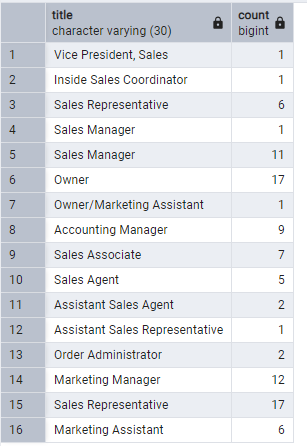 title count
character varying (30) bigint
1 Vice President, Sales 1
2 Inside Sales Coordinator 1
3 Sales Representative 6
4 Sales Manager 1
5 Sales Manager 11
6 Owner 17
7 Owner/Marketing Assistant 1
8 Accounting Manager 9
9 Sales Associate 7
10 Sales Agent 5
11 Assistant Sales Agent 2
12 Assistant Sales Representative 1
13 Order Administrator 2
14 Marketing Manager 12
15 Sales Representative 17
16 Marketing Assistant 6